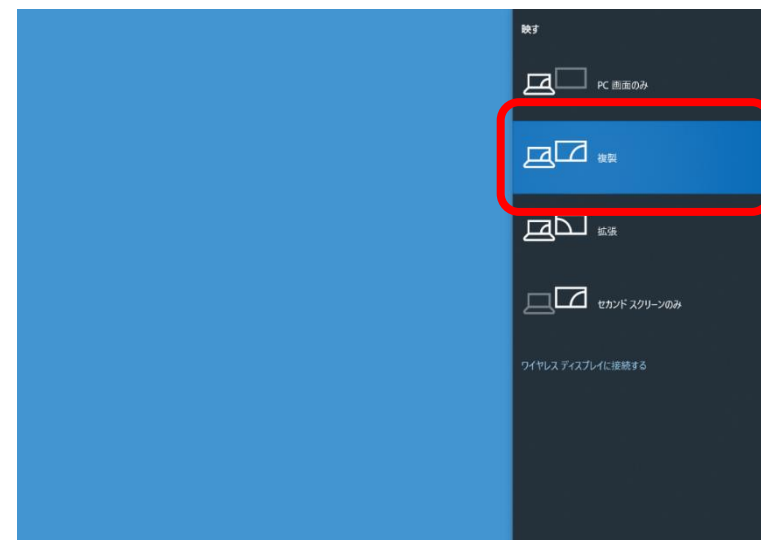 映す
PC 画面のみ
複製
拡張
セカンド スクリーンのみ
ワイヤレス ディスプレイに接続する